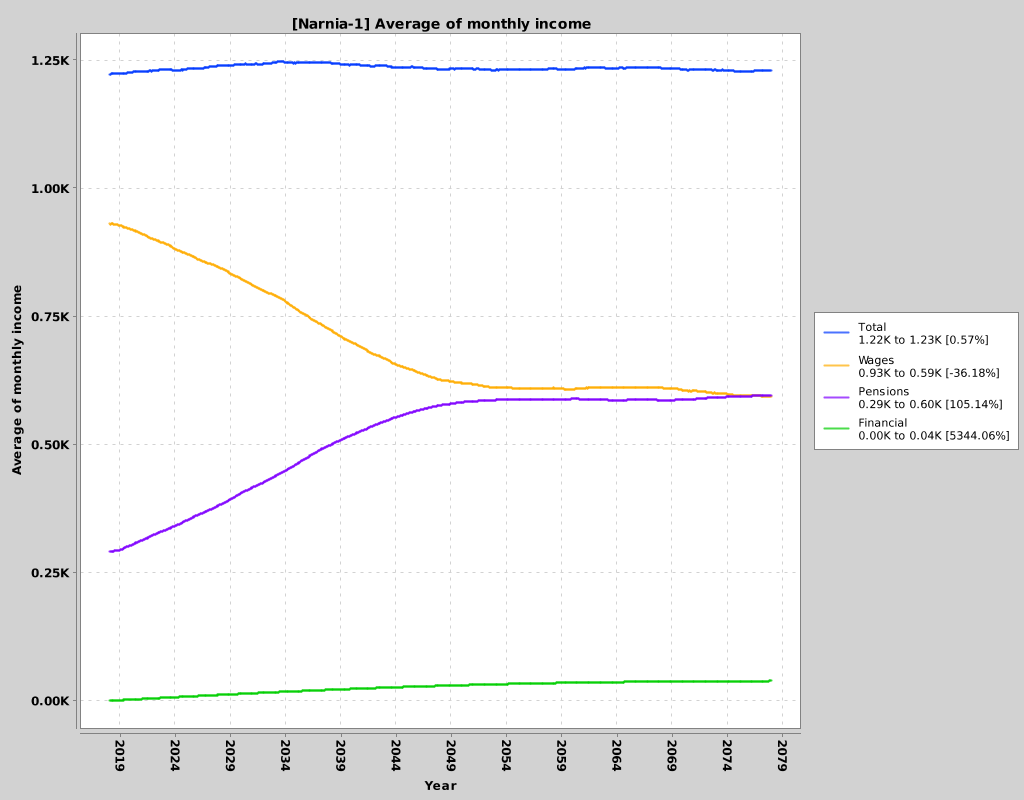 [Narnia-1] Average of monthly income
1.25K
1.00K
0.75K
0.50K
0.25K
0.00K
Average of monthly income
2019
2024
2029
2034
2039
2044
2049
2054
2059
2064
2069
2074
2079
Year
Total
1.22K to 1.23K [0.57%]
Wages
0.93K to 0.59K [-36.18%]
Pensions
0.29K to 0.60K [105.14%]
Financial
0.00K to 0.04K [5344.06%]